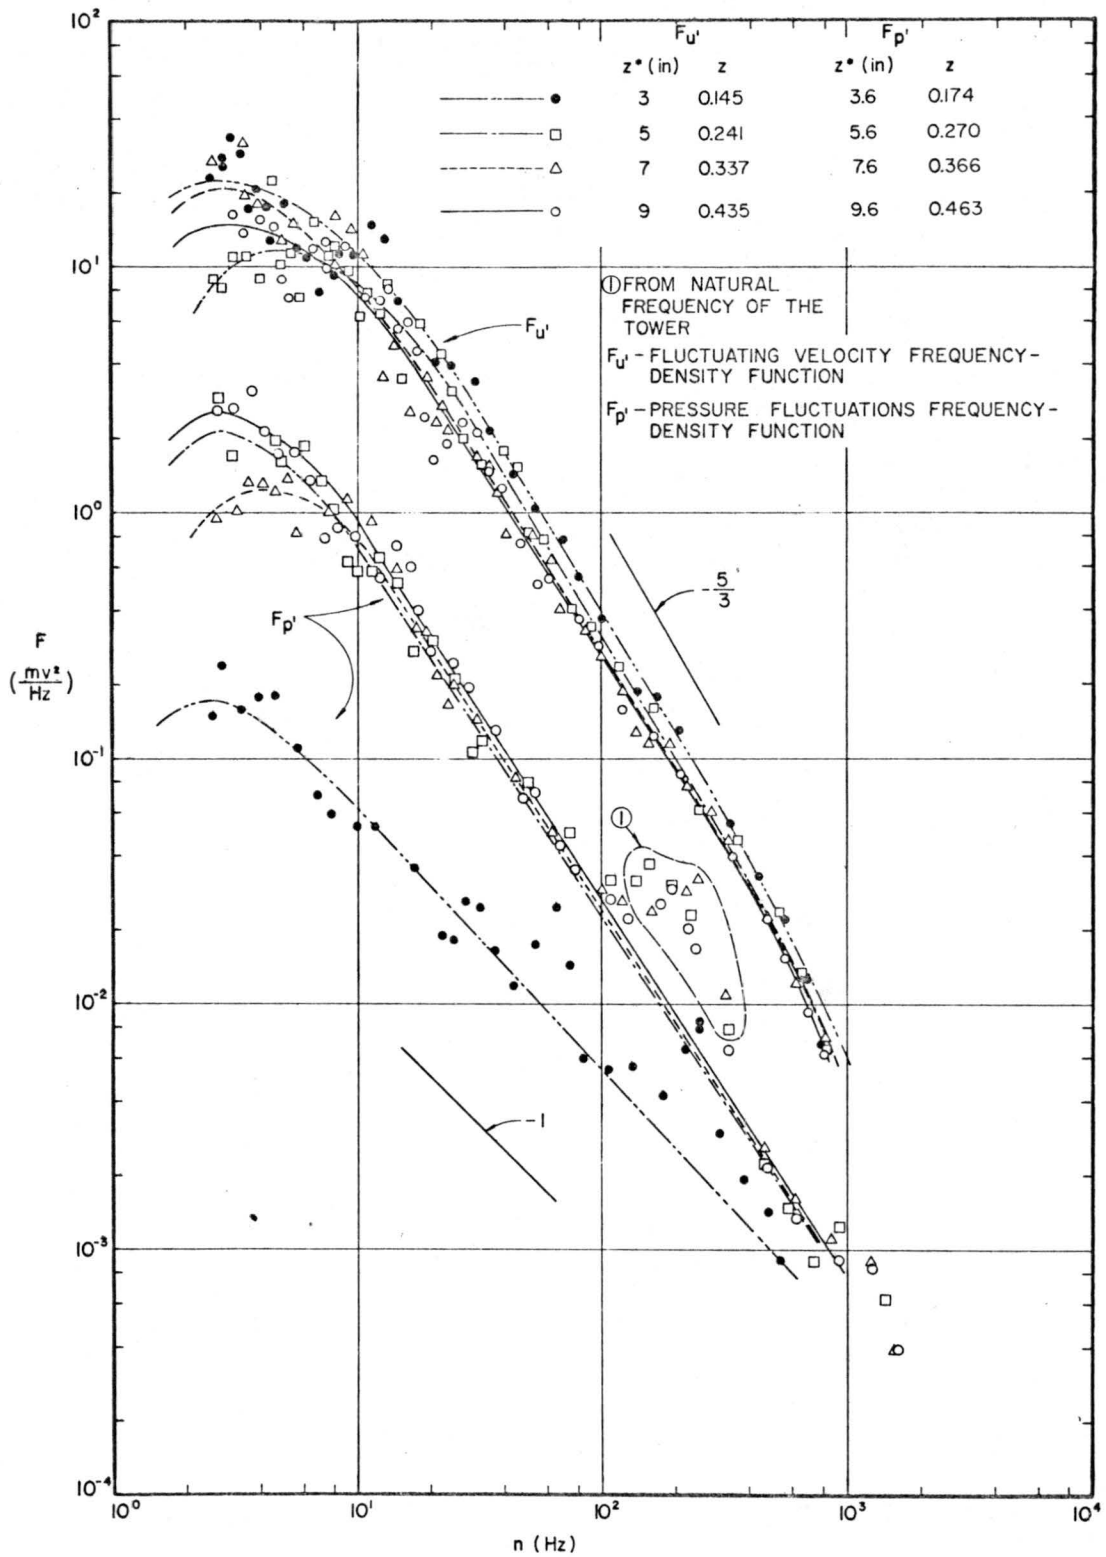 10²
10¹
10⁰
10⁻¹
10⁻²
10⁻³
10⁻⁴
F
(mv²/Hz)
Fu' Fp'
z* (in) z z* (in) z
3 0.145 3.6 0.174
5 0.241 5.6 0.270
7 0.337 7.6 0.366
9 0.435 9.6 0.463
① FROM NATURAL
FREQUENCY OF THE
TOWER
Fu' - FLUCTUATING VELOCITY FREQUENCY-
DENSITY FUNCTION
Fp' - PRESSURE FLUCTUATIONS FREQUENCY-
DENSITY FUNCTION
Fu'
-5/3
Fp'
①
-1
10⁰ 10¹ 10² 10³ 10⁴
n (Hz)